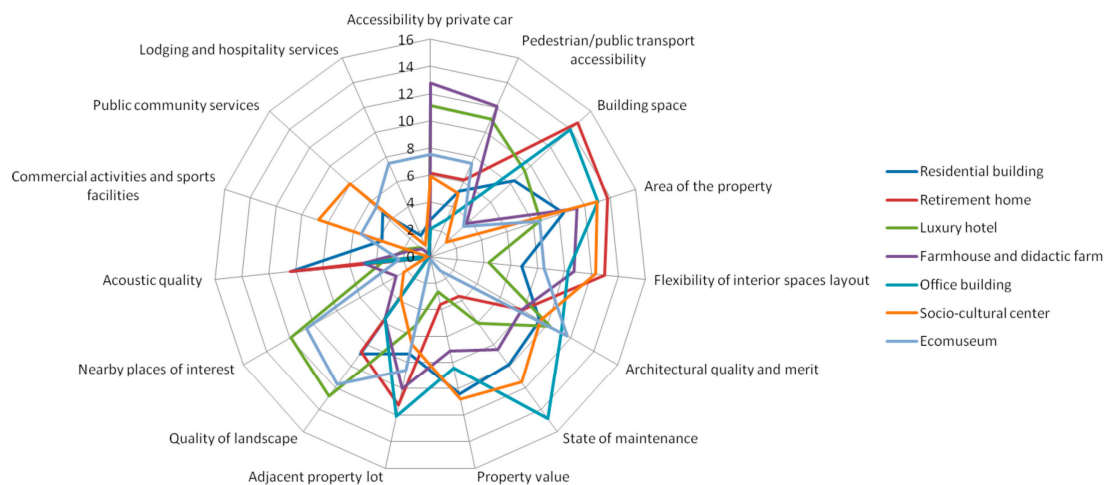 Accessibility by private car
Pedestrian/public transport
accessibility
Building space
Area of the property
Flexibility of interior spaces layout
Architectural quality and merit
State of maintenance
Property value
Adjacent property lot
Quality of landscape
Nearby places of interest
Acoustic quality
Commercial activities and sports
facilities
Public community services
Lodging and hospitality services
16
14
12
10
8
6
4
2
0
Residential building
Retirement home
Luxury hotel
Farmhouse and didactic farm
Office building
Socio-cultural center
Ecomuseum